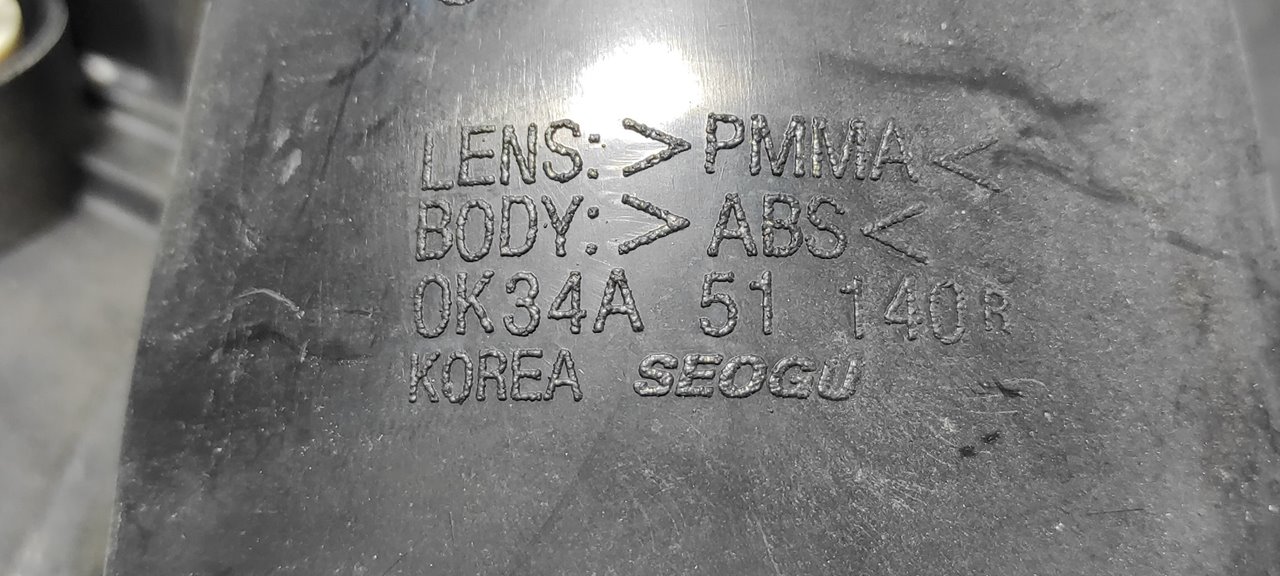 LENS: >PMMA<
BODY: >ABS<
0K34A 51 140R
KOREA SEOGU